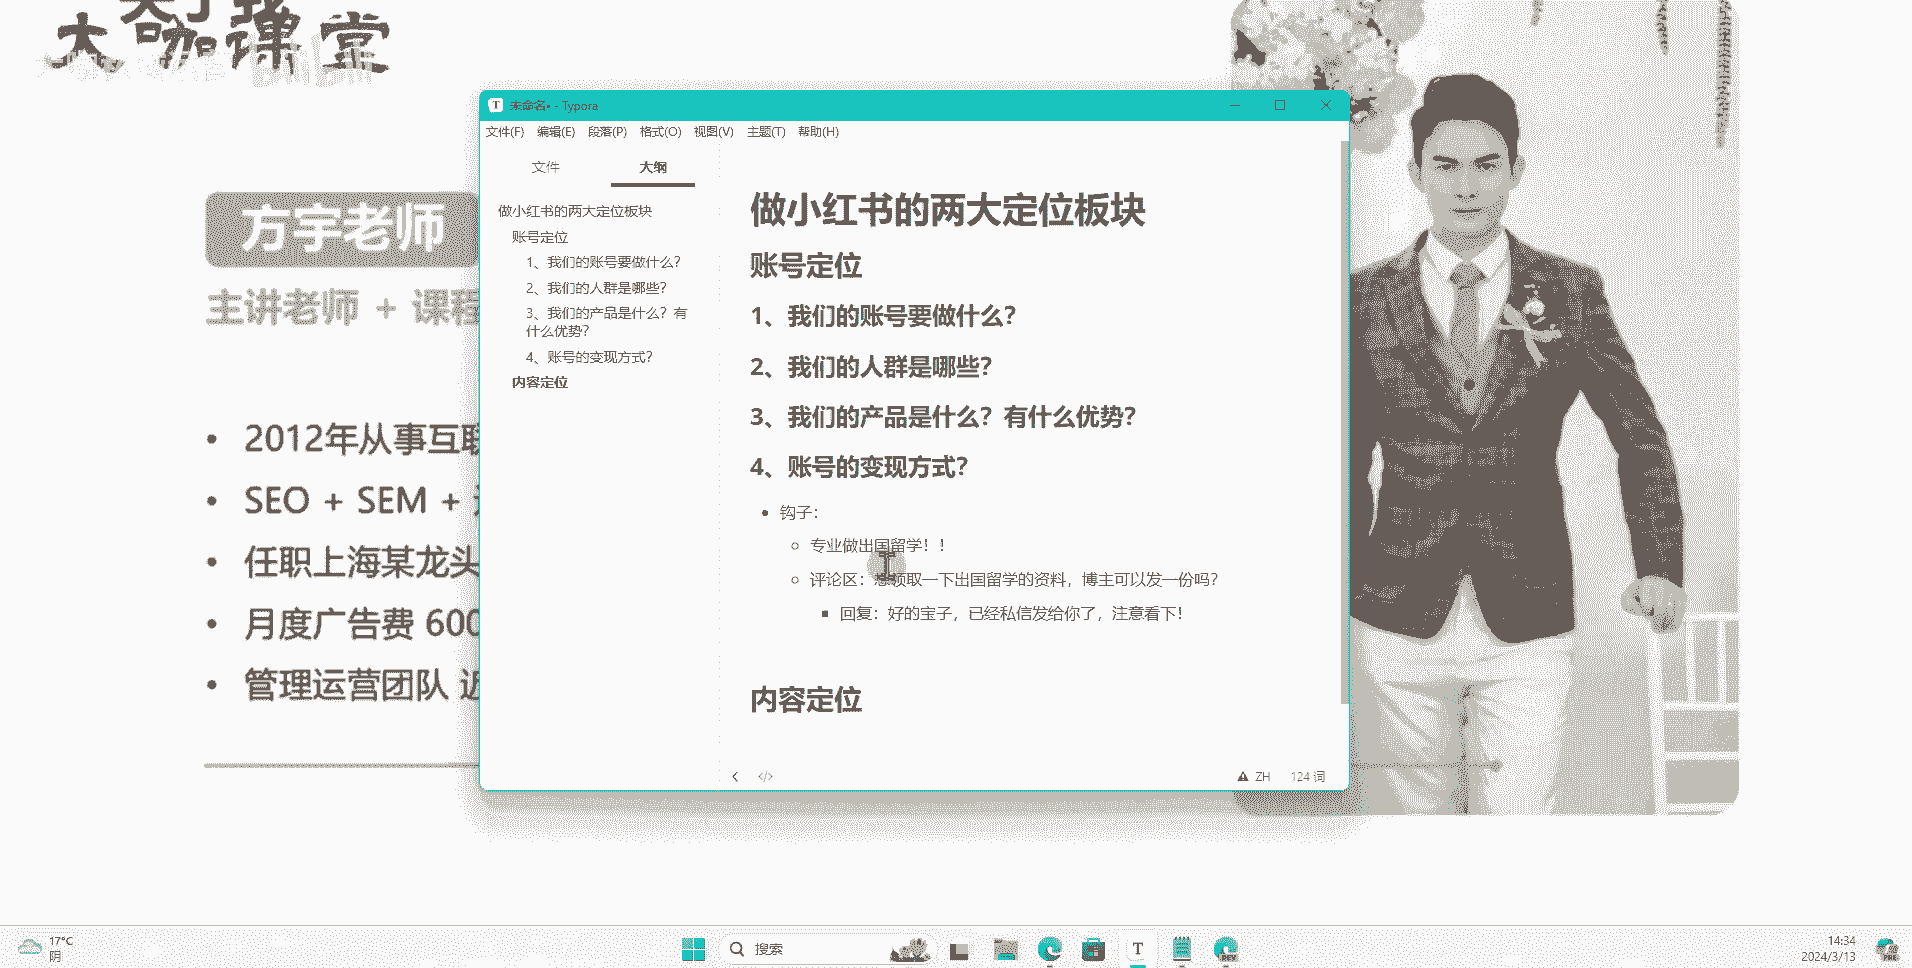 大咖课堂
方宇老师
主讲老师 + 课程
• 2012年从事互联
• SEO + SEM +
• 任职上海某龙头
• 月度广告费 600
• 管理运营团队 近
未命名• - Typora
文件(F) 编辑(E) 段落(P) 格式(O) 视图(V) 主题(T) 帮助(H)
文件 大纲
做小红书的两大定位板块
账号定位
1、我们的账号要做什么?
2、我们的人群是哪些?
3、我们的产品是什么? 有
什么优势?
4、账号的变现方式?
内容定位
做小红书的两大定位板块
账号定位
1、我们的账号要做什么?
2、我们的人群是哪些?
3、我们的产品是什么? 有什么优势?
4、账号的变现方式?
• 钩子:
专业做出国留学! !
评论区: 想领取一下出国留学的资料, 博主可以发一份吗?
回复: 好的宝子, 已经私信发给你了, 注意看下!
内容定位
ZH 124 词
17°C
阴
搜索
14:34
2024/3/13